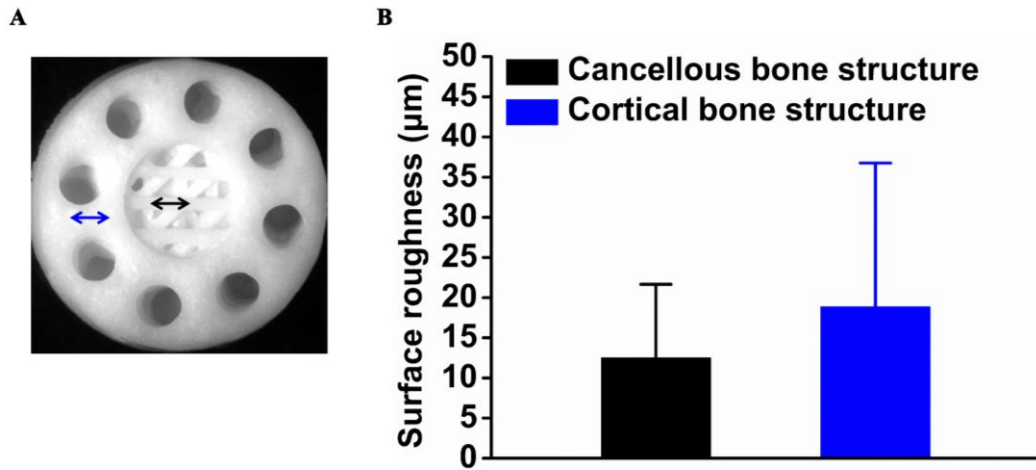 A
B
Surface roughness (µm)
50
45
40
35
30
25
20
15
10
5
0
Cancellous bone structure
Cortical bone structure